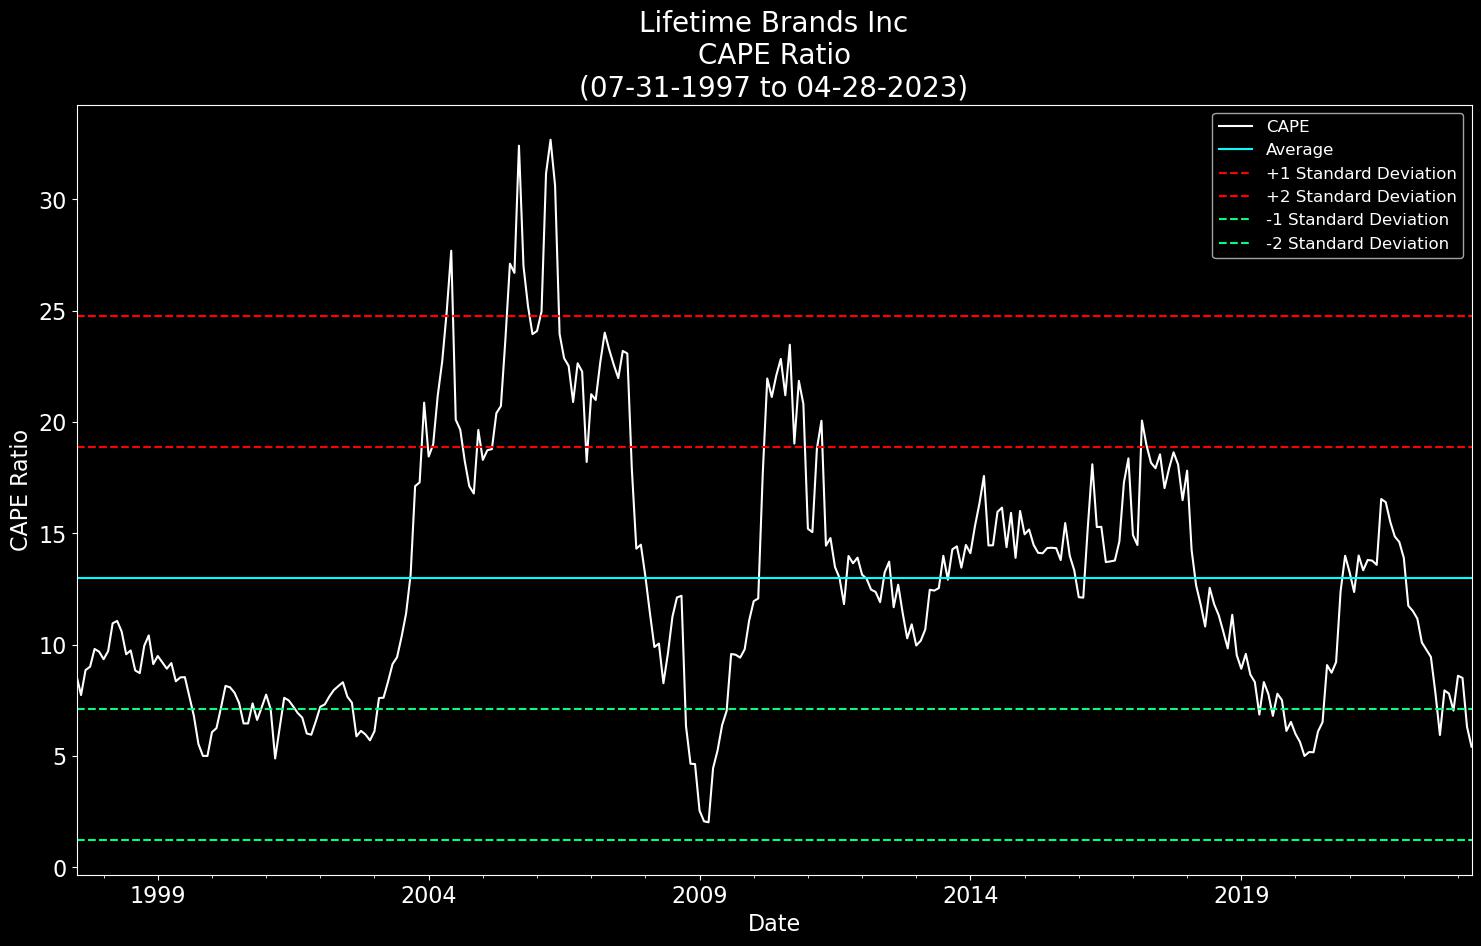 Lifetime Brands Inc
CAPE Ratio
(07-31-1997 to 04-28-2023)
CAPE
Average
+1 Standard Deviation
+2 Standard Deviation
-1 Standard Deviation
-2 Standard Deviation
CAPE Ratio
30
25
20
15
10
5
0
1999
2004
2009
2014
2019
Date